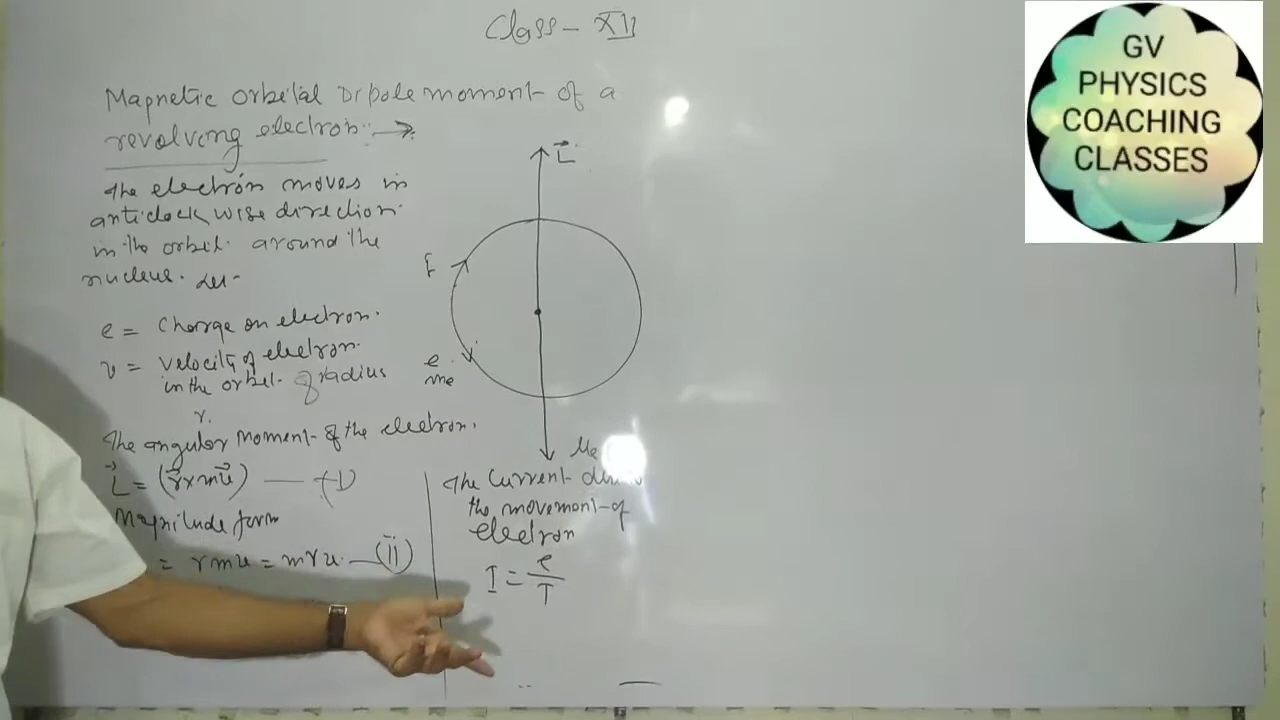 Class - XII
GV
PHYSICS
COACHING
CLASSES
Magnetic orbital Dipole moment of a
revolving electron. →
The electron moves in
anticlockwise direction
in the orbit around the
nucleus. Let
e = Charge on electron.
v = velocity of electron
in the orbit of radius
r.
The angular moment of the electron.
L⃗ = (r⃗ x mv⃗) — (I)
Magnitude form
= rmv = mrv. — (II)
L⃗
I
e
me
Me
The Current
the movement of
electron
I = e/T